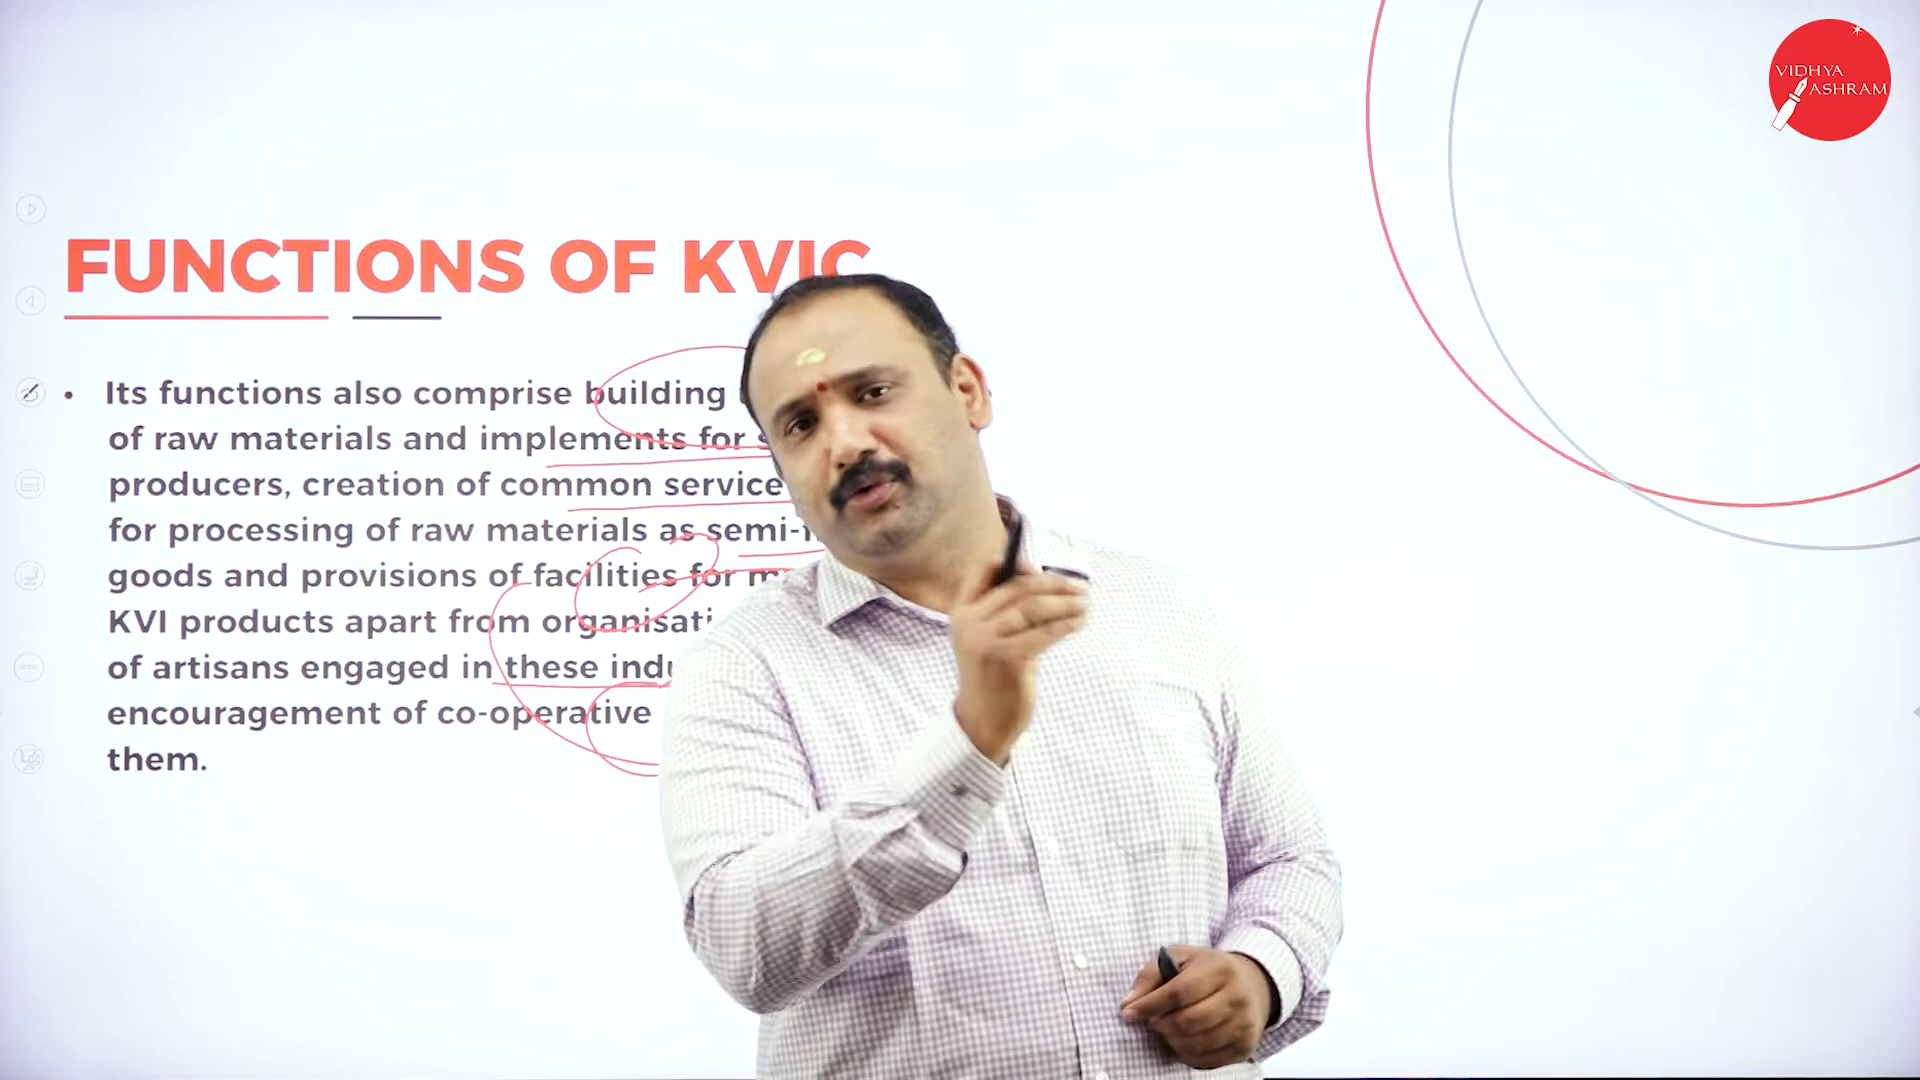 VIDHYA
ASHRAM
FUNCTIONS OF KVIC
• Its functions also comprise building
of raw materials and implements for
producers, creation of common service
for processing of raw materials as semi-
goods and provisions of facilities for
KVI products apart from
of artisans engaged in these
encouragement of co-operative
them.